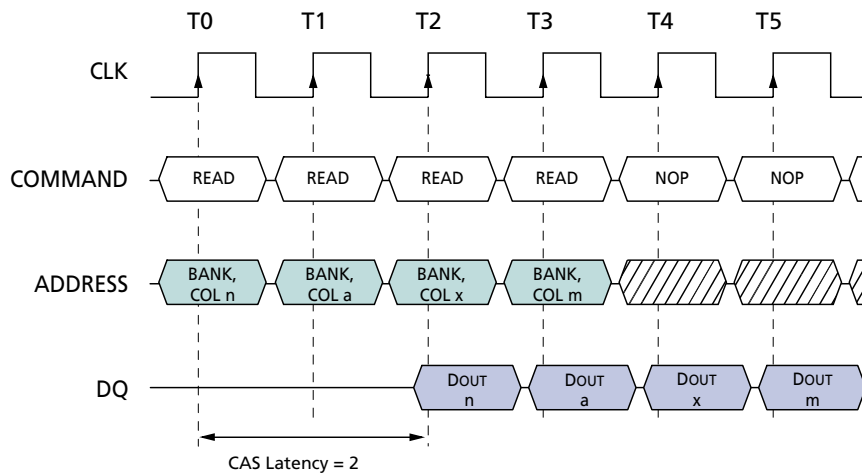 T0 T1 T2 T3 T4 T5
CLK
COMMAND READ READ READ READ NOP NOP
ADDRESS BANK, COL n BANK, COL a BANK, COL x BANK, COL m
DQ DOUT n DOUT a DOUT x DOUT m
CAS Latency = 2